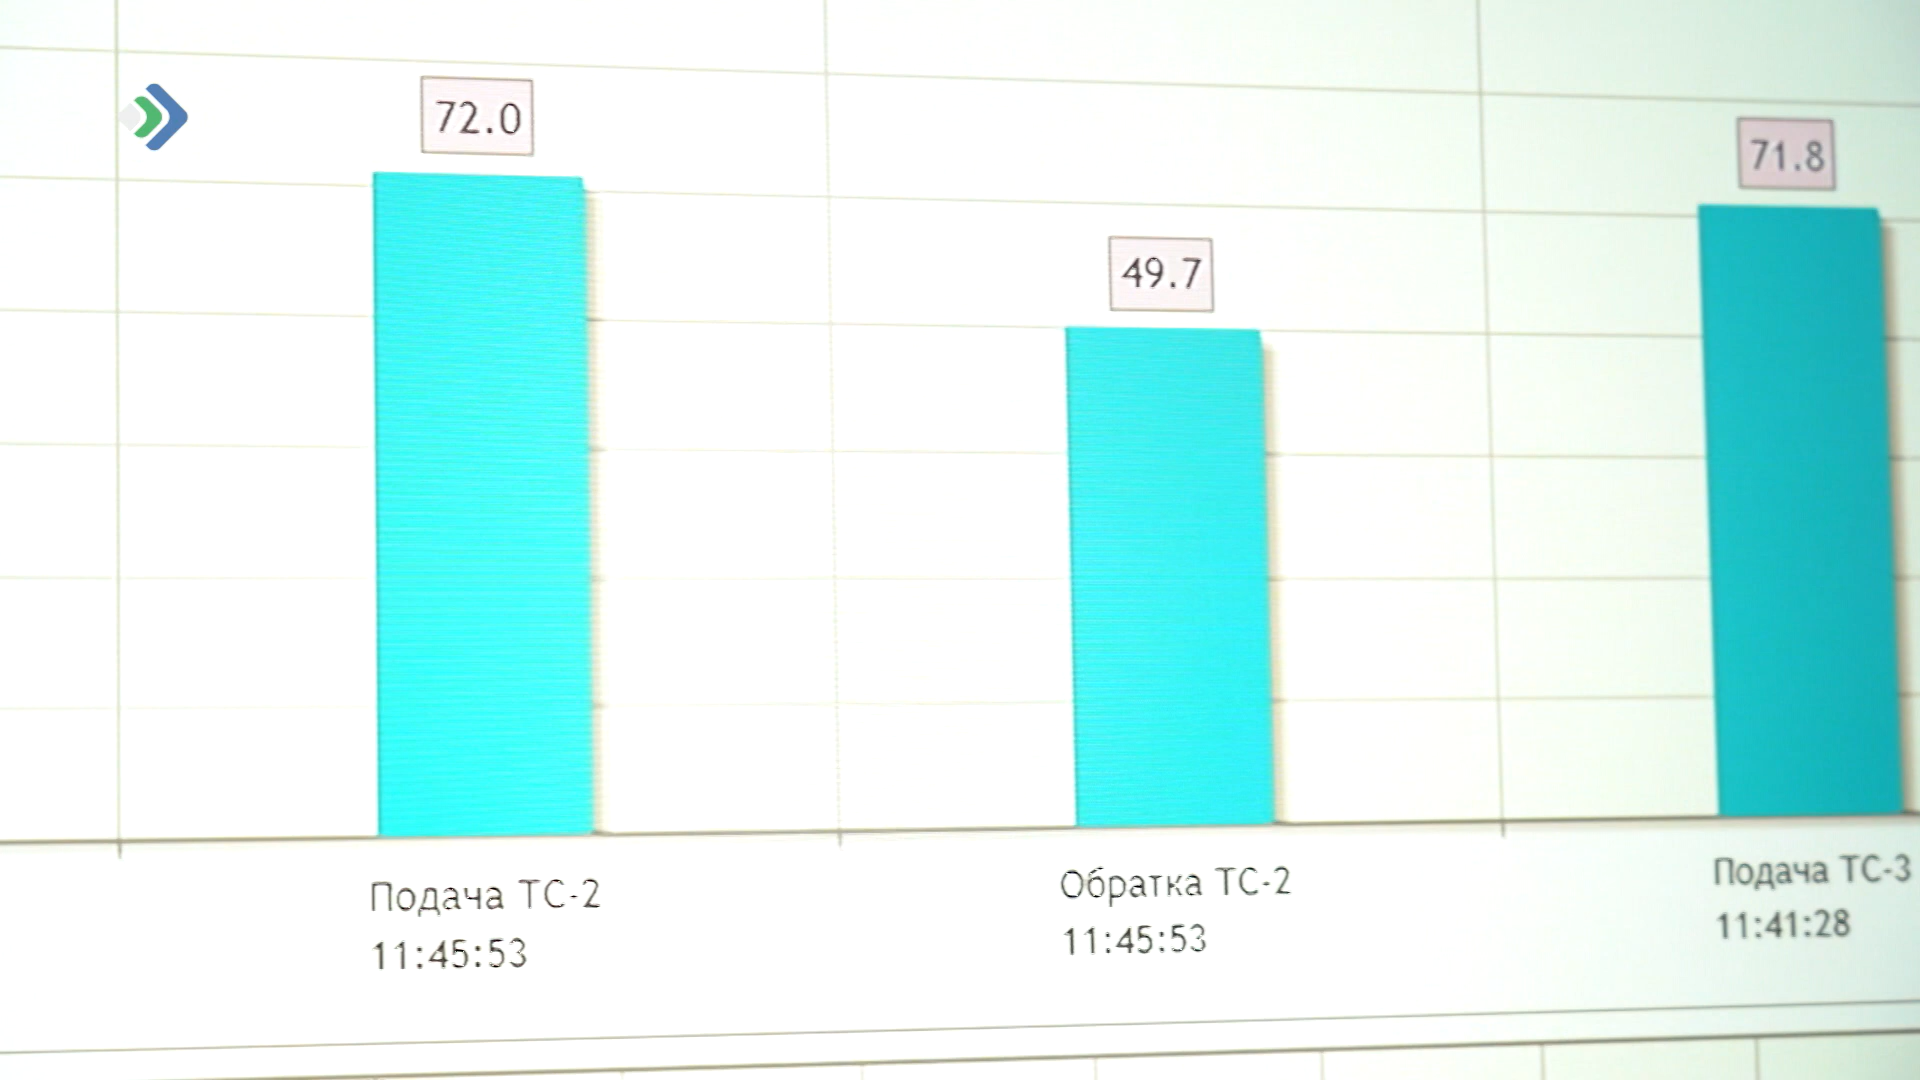 72.0
49.7
71.8
Подача ТС-2
11:45:53
Обратка ТС-2
11:45:53
Подача ТС-3
11:41:28